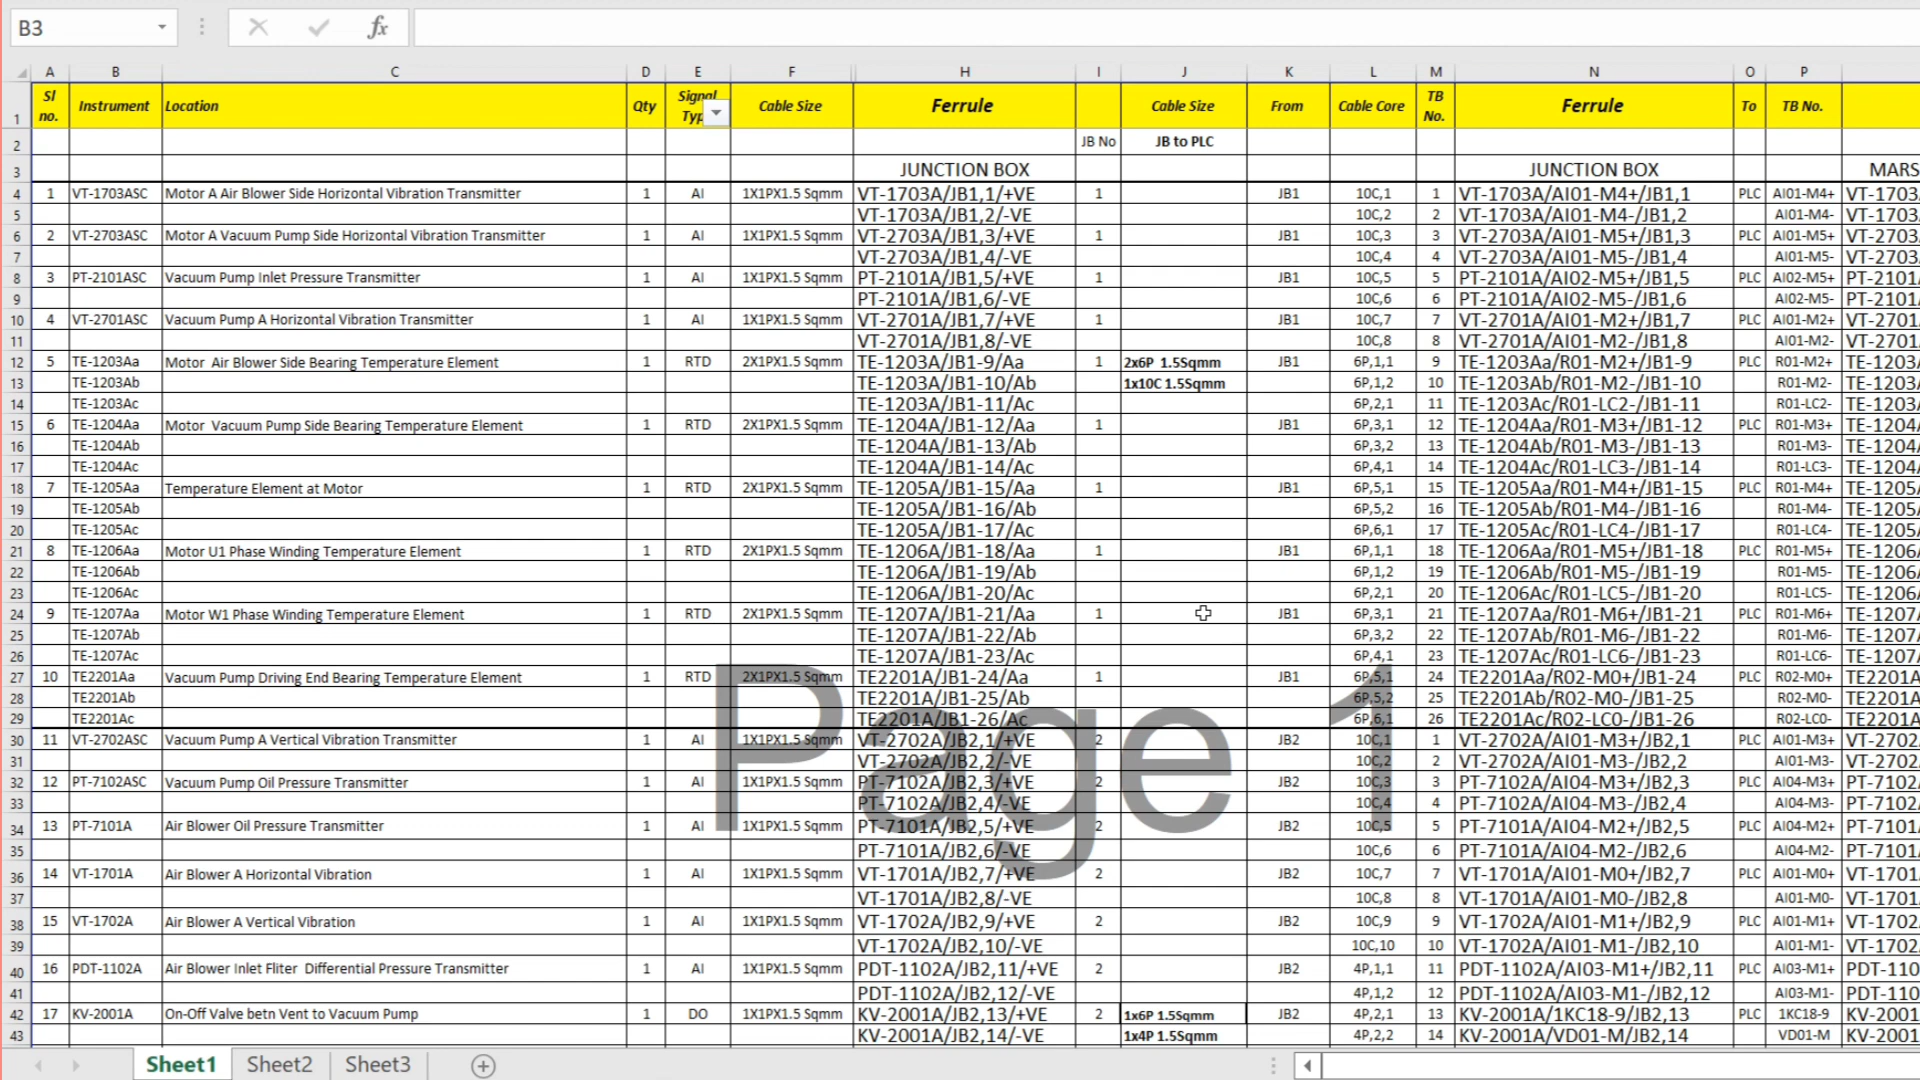 B3 fx
A B C D E F H I J K L M N O P
1 Sl no. Instrument Location Qty Signal Typ Cable Size Ferrule Cable Size From Cable Core TB No. Ferrule To TB No.
2 JB No JB to PLC
3 JUNCTION BOX JUNCTION BOX MARS
4 1 VT-1703ASC Motor A Air Blower Side Horizontal Vibration Transmitter 1 AI 1X1PX1.5 Sqmm VT-1703A/JB1,1/+VE 1 JB1 10C,1 1 VT-1703A/AI01-M4+/JB1,1 PLC AI01-M4+ VT-1703
5 VT-1703A/JB1,2/-VE 10C,2 2 VT-1703A/AI01-M4-/JB1,2 AI01-M4- VT-1703
6 2 VT-2703ASC Motor A Vacuum Pump Side Horizontal Vibration Transmitter 1 AI 1X1PX1.5 Sqmm VT-2703A/JB1,3/+VE 1 JB1 10C,3 3 VT-2703A/AI01-M5+/JB1,3 PLC AI01-M5+ VT-2703
7 VT-2703A/JB1,4/-VE 10C,4 4 VT-2703A/AI01-M5-/JB1,4 AI01-M5- VT-2703
8 3 PT-2101ASC Vacuum Pump Inlet Pressure Transmitter 1 AI 1X1PX1.5 Sqmm PT-2101A/JB1,5/+VE 1 JB1 10C,5 5 PT-2101A/AI02-M5+/JB1,5 PLC AI02-M5+ PT-2101
9 PT-2101A/JB1,6/-VE 10C,6 6 PT-2101A/AI02-M5-/JB1,6 AI02-M5- PT-2101
10 4 VT-2701ASC Vacuum Pump A Horizontal Vibration Transmitter 1 AI 1X1PX1.5 Sqmm VT-2701A/JB1,7/+VE 1 JB1 10C,7 7 VT-2701A/AI01-M2+/JB1,7 PLC AI01-M2+ VT-2701
11 VT-2701A/JB1,8/-VE 10C,8 8 VT-2701A/AI01-M2-/JB1,8 AI01-M2- VT-2701
12 5 TE-1203Aa Motor Air Blower Side Bearing Temperature Element 1 RTD 2X1PX1.5 Sqmm TE-1203A/JB1-9/Aa 1 2x6P 1.5Sqmm JB1 6P,1,1 9 TE-1203Aa/R01-M2+/JB1-9 PLC R01-M2+ TE-1203
13 TE-1203Ab TE-1203A/JB1-10/Ab 1x10C 1.5Sqmm 6P,1,2 10 TE-1203Ab/R01-M2-/JB1-10 R01-M2- TE-1203
14 TE-1203Ac TE-1203A/JB1-11/Ac 6P,2,1 11 TE-1203Ac/R01-LC2-/JB1-11 R01-LC2- TE-1203
15 6 TE-1204Aa Motor Vacuum Pump Side Bearing Temperature Element 1 RTD 2X1PX1.5 Sqmm TE-1204A/JB1-12/Aa 1 JB1 6P,3,1 12 TE-1204Aa/R01-M3+/JB1-12 PLC R01-M3+ TE-1204
16 TE-1204Ab TE-1204A/JB1-13/Ab 6P,3,2 13 TE-1204Ab/R01-M3-/JB1-13 R01-M3- TE-1204
17 TE-1204Ac TE-1204A/JB1-14/Ac 6P,4,1 14 TE-1204Ac/R01-LC3-/JB1-14 R01-LC3- TE-1204
18 7 TE-1205Aa Temperature Element at Motor 1 RTD 2X1PX1.5 Sqmm TE-1205A/JB1-15/Aa 1 JB1 6P,5,1 15 TE-1205Aa/R01-M4+/JB1-15 PLC R01-M4+ TE-1205
19 TE-1205Ab TE-1205A/JB1-16/Ab 6P,5,2 16 TE-1205Ab/R01-M4-/JB1-16 R01-M4- TE-1205
20 TE-1205Ac TE-1205A/JB1-17/Ac 6P,6,1 17 TE-1205Ac/R01-LC4-/JB1-17 R01-LC4- TE-1205
21 8 TE-1206Aa Motor U1 Phase Winding Temperature Element 1 RTD 2X1PX1.5 Sqmm TE-1206A/JB1-18/Aa 1 JB1 6P,1,1 18 TE-1206Aa/R01-M5+/JB1-18 PLC R01-M5+ TE-1206
22 TE-1206Ab TE-1206A/JB1-19/Ab 6P,1,2 19 TE-1206Ab/R01-M5-/JB1-19 R01-M5- TE-1206
23 TE-1206Ac TE-1206A/JB1-20/Ac 6P,2,1 20 TE-1206Ac/R01-LC5-/JB1-20 R01-LC5- TE-1206
24 9 TE-1207Aa Motor W1 Phase Winding Temperature Element 1 RTD 2X1PX1.5 Sqmm TE-1207A/JB1-21/Aa 1 JB1 6P,3,1 21 TE-1207Aa/R01-M6+/JB1-21 PLC R01-M6+ TE-1207
25 TE-1207Ab TE-1207A/JB1-22/Ab 6P,3,2 22 TE-1207Ab/R01-M6-/JB1-22 R01-M6- TE-1207
26 TE-1207Ac TE-1207A/JB1-23/Ac 6P,4,1 23 TE-1207Ac/R01-LC6-/JB1-23 R01-LC6- TE-1207
27 10 TE2201Aa Vacuum Pump Driving End Bearing Temperature Element 1 RTD 2X1PX1.5 Sqmm TE2201A/JB1-24/Aa 1 JB1 6P,5,1 24 TE2201Aa/R02-M0+/JB1-24 PLC R02-M0+ TE2201A
28 TE2201Ab TE2201A/JB1-25/Ab 6P,5,2 25 TE2201Ab/R02-M0-/JB1-25 R02-M0- TE2201A
29 TE2201Ac TE2201A/JB1-26/Ac 6P,6,1 26 TE2201Ac/R02-LC0-/JB1-26 R02-LC0- TE2201A
30 11 VT-2702ASC Vacuum Pump A Vertical Vibration Transmitter 1 AI 1X1PX1.5 Sqmm VT-2702A/JB2,1/+VE 2 JB2 10C,1 1 VT-2702A/AI01-M3+/JB2,1 PLC AI01-M3+ VT-2702
31 VT-2702A/JB2,2/-VE 10C,2 2 VT-2702A/AI01-M3-/JB2,2 AI01-M3- VT-2702
Page 1
32 12 PT-7102ASC Vacuum Pump Oil Pressure Transmitter 1 AI 1X1PX1.5 Sqmm PT-7102A/JB2,3/+VE 2 JB2 10C,3 3 PT-7102A/AI04-M3+/JB2,3 PLC AI04-M3+ PT-7102
33 PT-7102A/JB2,4/-VE 10C,4 4 PT-7102A/AI04-M3-/JB2,4 AI04-M3- PT-7102
34 13 PT-7101A Air Blower Oil Pressure Transmitter 1 AI 1X1PX1.5 Sqmm PT-7101A/JB2,5/+VE 2 JB2 10C,5 5 PT-7101A/AI04-M2+/JB2,5 PLC AI04-M2+ PT-7101
35 PT-7101A/JB2,6/-VE 10C,6 6 PT-7101A/AI04-M2-/JB2,6 AI04-M2- PT-7101
36 14 VT-1701A Air Blower A Horizontal Vibration 1 AI 1X1PX1.5 Sqmm VT-1701A/JB2,7/+VE 2 JB2 10C,7 7 VT-1701A/AI01-M0+/JB2,7 PLC AI01-M0+ VT-1701
37 VT-1701A/JB2,8/-VE 10C,8 8 VT-1701A/AI01-M0-/JB2,8 AI01-M0- VT-1701
38 15 VT-1702A Air Blower A Vertical Vibration 1 AI 1X1PX1.5 Sqmm VT-1702A/JB2,9/+VE 2 JB2 10C,9 9 VT-1702A/AI01-M1+/JB2,9 PLC AI01-M1+ VT-1702
39 VT-1702A/JB2,10/-VE 10C,10 10 VT-1702A/AI01-M1-/JB2,10 AI01-M1- VT-1702
40 16 PDT-1102A Air Blower Inlet Fliter Differential Pressure Transmitter 1 AI 1X1PX1.5 Sqmm PDT-1102A/JB2,11/+VE 2 JB2 4P,1,1 11 PDT-1102A/AI03-M1+/JB2,11 PLC AI03-M1+ PDT-110
41 PDT-1102A/JB2,12/-VE 4P,1,2 12 PDT-1102A/AI03-M1-/JB2,12 AI03-M1- PDT-110
42 17 KV-2001A On-Off Valve betn Vent to Vacuum Pump 1 DO 1X1PX1.5 Sqmm KV-2001A/JB2,13/+VE 2 1x6P 1.5Sqmm JB2 4P,2,1 13 KV-2001A/1KC18-9/JB2,13 PLC 1KC18-9 KV-2001
43 KV-2001A/JB2,14/-VE 1x4P 1.5Sqmm 4P,2,2 14 KV-2001A/VD01-M/JB2,14 VD01-M KV-2001
Sheet1 Sheet2 Sheet3